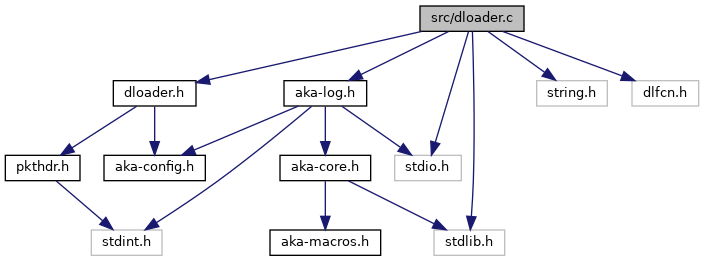 src/dloader.c
dloader.h
aka-log.h
string.h
dlfcn.h
pkthdr.h
aka-config.h
aka-core.h
stdio.h
stdint.h
aka-macros.h
stdlib.h